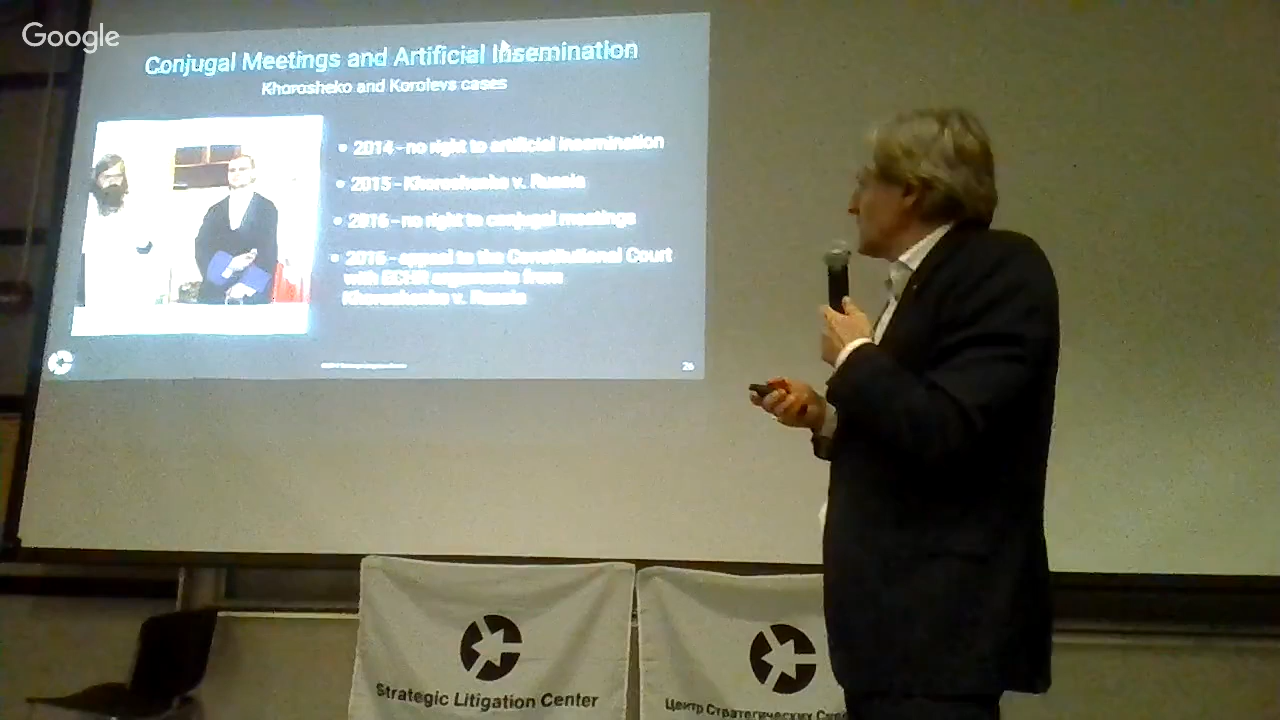 Google
Conjugal Meetings and Artificial Insemination
Khorosheko and Korolevs cases
2014 - no right to artificial insemination
2015 - Khoroshenko v. Russia
2016 - no right to conjugal meetings
2016 - appeal to the Constitutional Court
with ECHR arguments from
Khoroshenko v. Russia
26
Strategic Litigation Center
Центр Стратегических